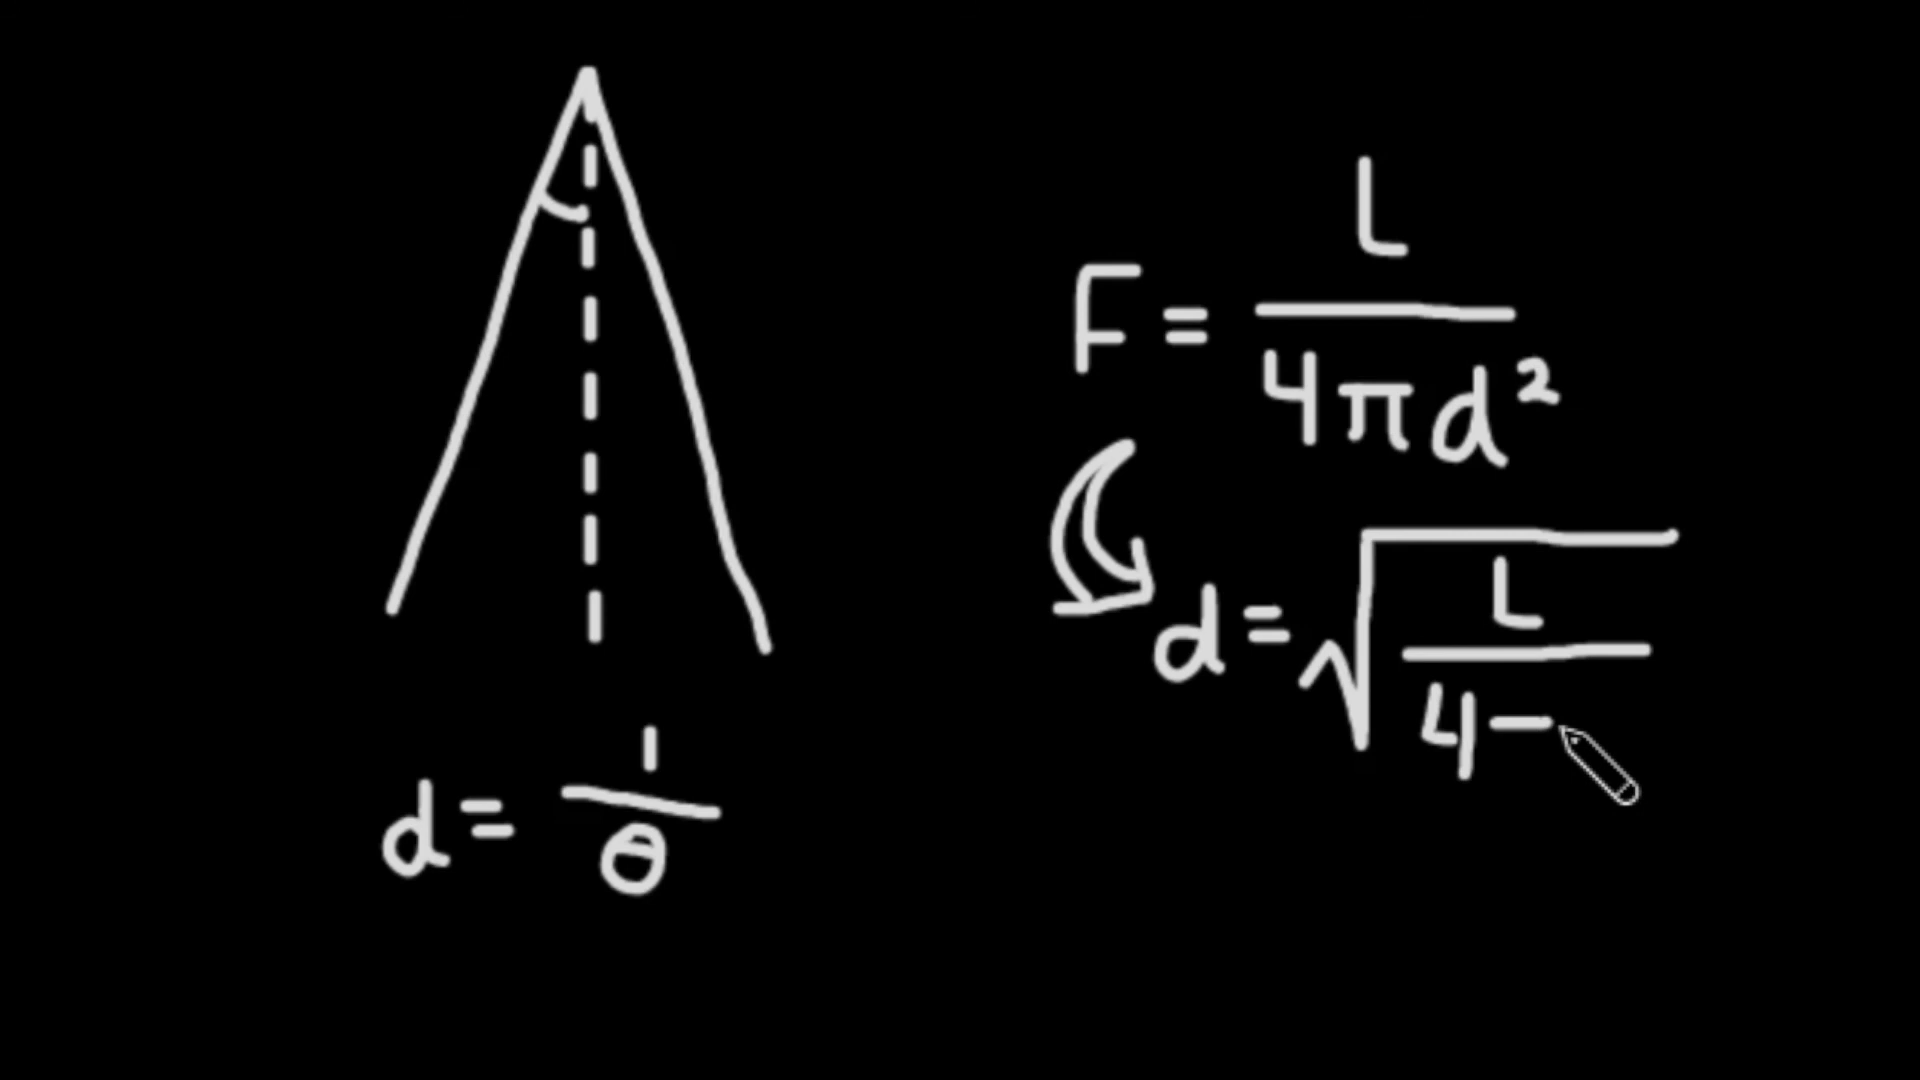 F = L / 4πd²
d = √(L / 4–
d = 1 / θ